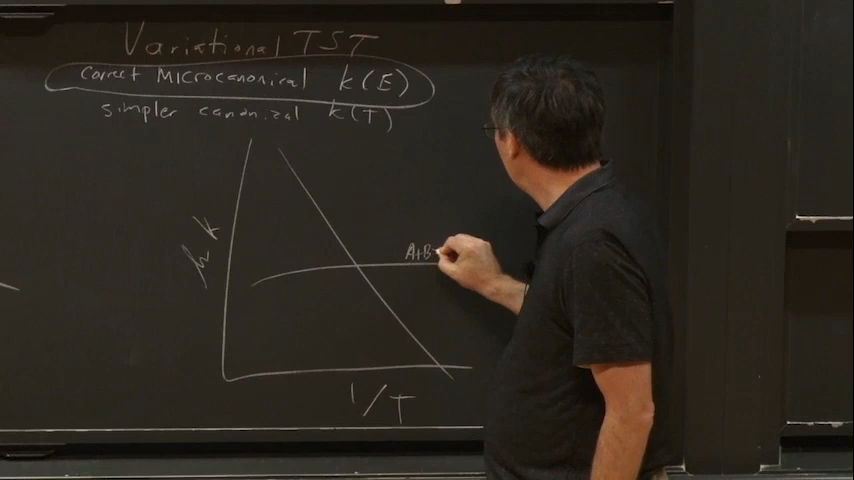 Variational TST
correct Microcanonical k(E)
simpler canonical k(T)
ln k
A+B
1/T